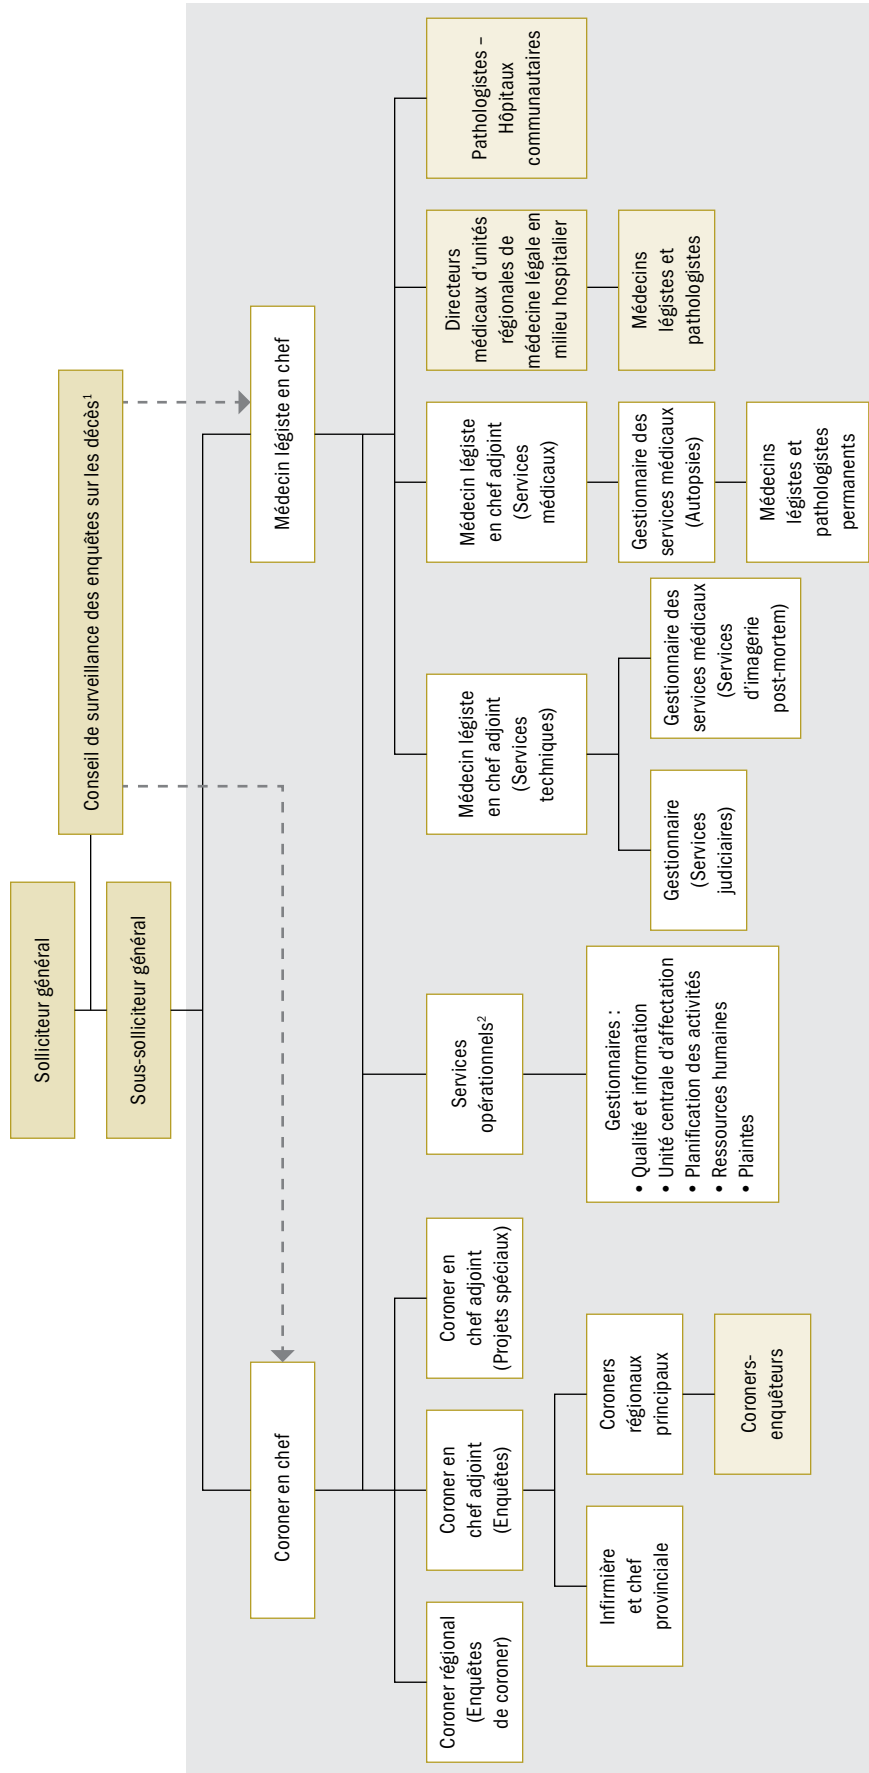 Solliciteur général
Sous-solliciteur général
Conseil de surveillance des enquêtes sur les décès¹
Coroner en chef
Médecin légiste en chef
Coroner régional
(Enquêtes
de coroner)
Coroner en
chef adjoint
(Enquêtes)
Coroner en
chef adjoint
(Projets spéciaux)
Services
opérationnels²
Médecin légiste
en chef adjoint
(Services
techniques)
Médecin légiste
en chef adjoint
(Services
médicaux)
Directeurs
médicaux d'unités
régionales de
médecine légale en
milieu hospitalier
Pathologistes –
Hôpitaux
communautaires
Infirmière
et chef
provinciale
Coroners
régionaux
principaux
Coroners-
enquêteurs
Gestionnaires :
• Qualité et information
• Unité centrale d'affectation
• Planification des activités
• Ressources humaines
• Plaintes
Gestionnaire
(Services
judiciaires)
Gestionnaire des
services médicaux
(Services
d'imagerie
post-mortem)
Gestionnaire des
services médicaux
(Autopsies)
Médecins
légistes et
pathologistes
permanents
Médecins
légistes et
pathologistes